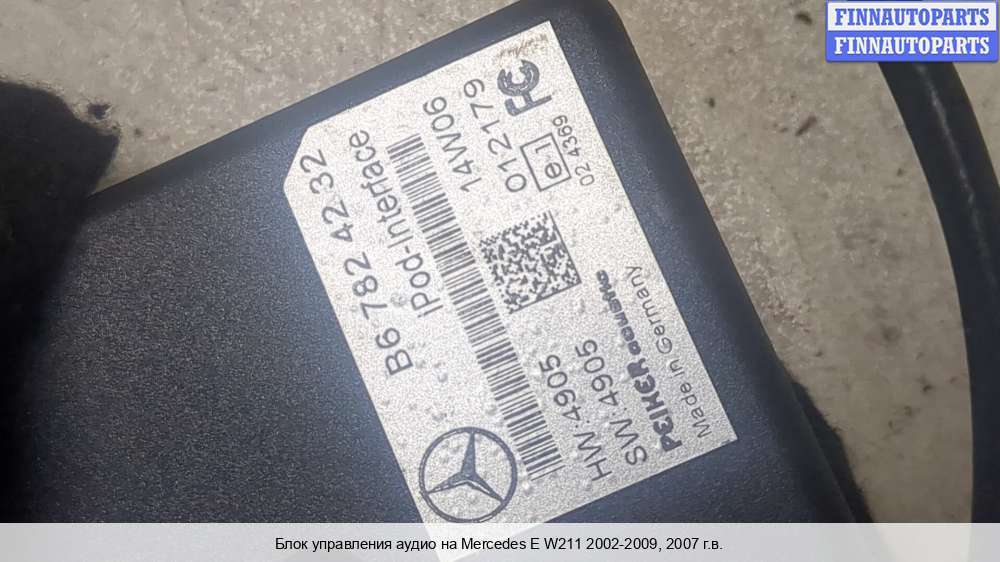 FINNAUTOPARTS
FINNAUTOPARTS
B6 782 42 32
iPod-Interface
14W06
012179
e1
02 4369
FC
HW:4905
SW:4905
PEIKER acustic
Made in Germany
Блок управления аудио на Mercedes E W211 2002-2009, 2007 г.в.